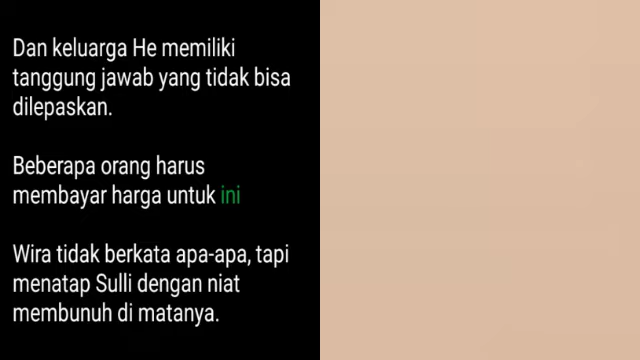 Dan keluarga He memiliki
tanggung jawab yang tidak bisa
dilepaskan.
Beberapa orang harus
membayar harga untuk ini
Wira tidak berkata apa-apa, tapi
menatap Sulli dengan niat
membunuh di matanya.